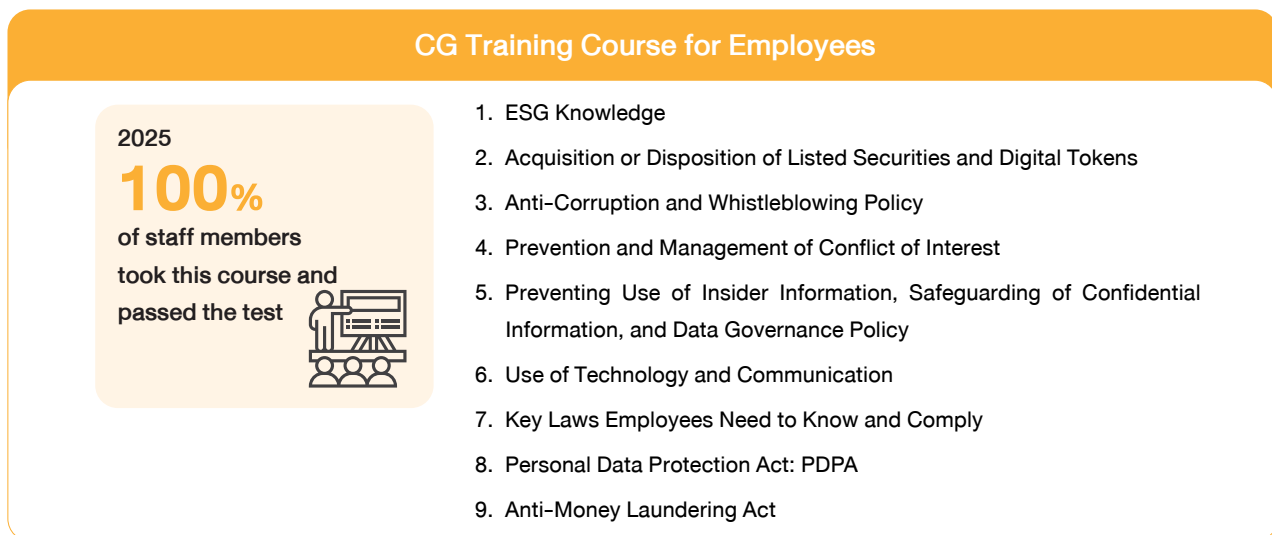 CG Training Course for Employees
2025
100%
of staff members
took this course and
passed the test
1. ESG Knowledge
2. Acquisition or Disposition of Listed Securities and Digital Tokens
3. Anti-Corruption and Whistleblowing Policy
4. Prevention and Management of Conflict of Interest
5. Preventing Use of Insider Information, Safeguarding of Confidential
Information, and Data Governance Policy
6. Use of Technology and Communication
7. Key Laws Employees Need to Know and Comply
8. Personal Data Protection Act: PDPA
9. Anti-Money Laundering Act